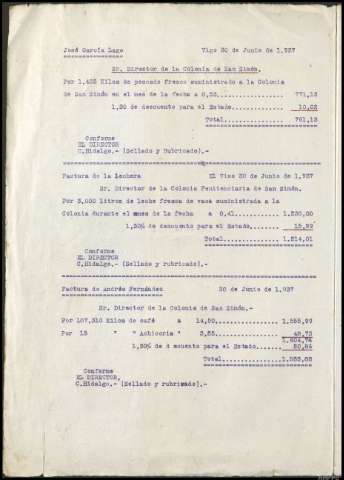 José García Lago Vigo 30 de Junio de 1,937
Sr. Director de la Colonia de San Simón.
Por 1,402 Kilos de pescado fresco suministrado a la Colonia
de San Simón en el mes de la fecha a 0,55................ 771,15
1,30 de descuento para el Estado........ 10,02
Total........... 761,13
Conforme
EL DIRECTOR
C.Hidalgo.- (Sellado y Rubricado).-
Factura de la Lechera El Vigo 30 de Junio de 1,937
Sr. Director de la Colonia Penitenciaria de San Simón.
Por 3,000 litros de leche fresca de vaca suministrada a la
Colonia durante el mes de la fecha a 0,41............. 1,230,00
1,30% de descuento para el Estado...... 15,99
Total........... 1,214,01
Conforme
EL DIRECTOR
C.Hidalgo.- (Sellado y rubricado).-
Factura de Andrés Fernández 30 de Junio de 1,937
Sr. Director de la Colonia de San Simón.-
Por 107,310 Kilos de café a 14,50................ 1,555,99
Por 15 " " Achicoria " 3,25................ 48,75
1,604,74
1,30% de descuento para el Estado...... 20,86
Total........... 1,583,88
Conforme
EL DIRECTOR,
C.Hidalgo.- (Sellado y rubricado).-